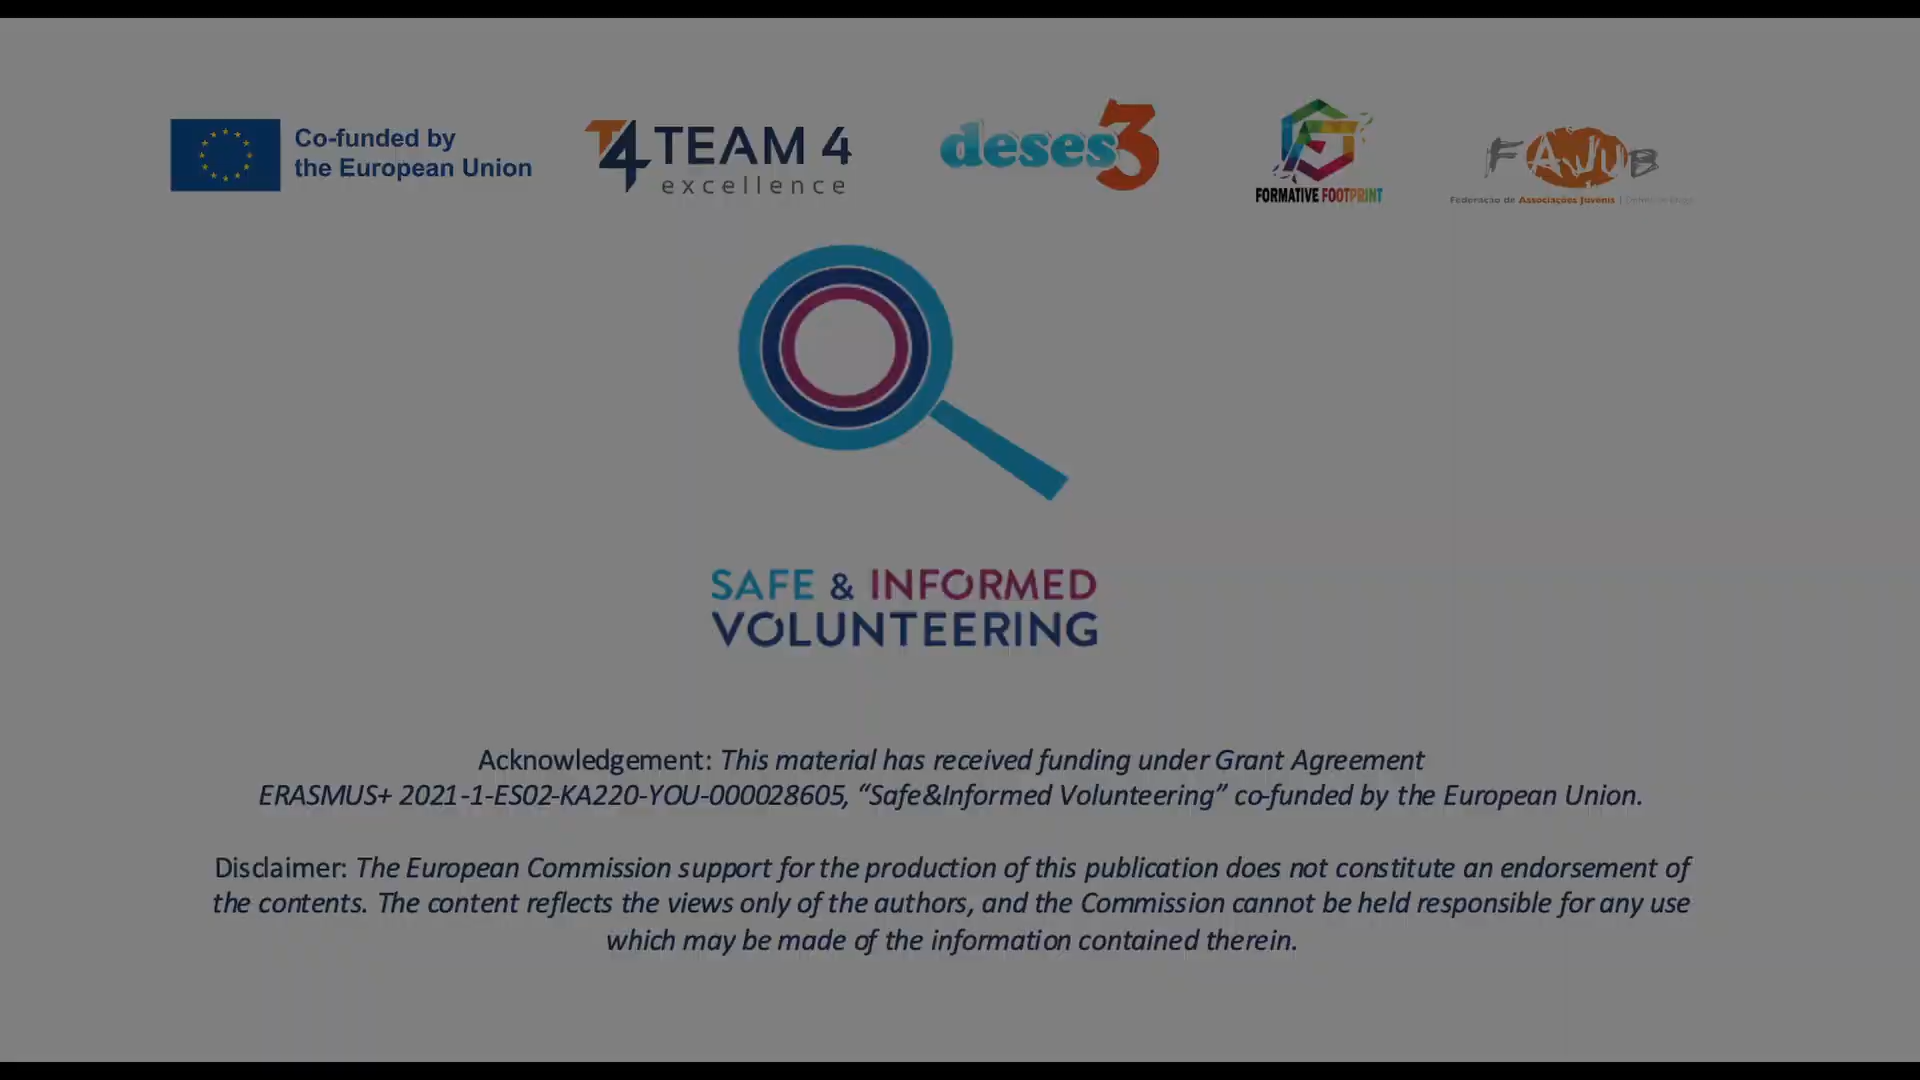 Co-funded by
the European Union
T4 TEAM 4
excellence
deses3
FORMATIVE FOOTPRINT
FAJUB
Federação de Associações Juvenis |
SAFE & INFORMED
VOLUNTEERING
Acknowledgement: This material has received funding under Grant Agreement
ERASMUS+ 2021-1-ES02-KA220-YOU-000028605, “Safe&Informed Volunteering” co-funded by the European Union.
Disclaimer: The European Commission support for the production of this publication does not constitute an endorsement of
the contents. The content reflects the views only of the authors, and the Commission cannot be held responsible for any use
which may be made of the information contained therein.